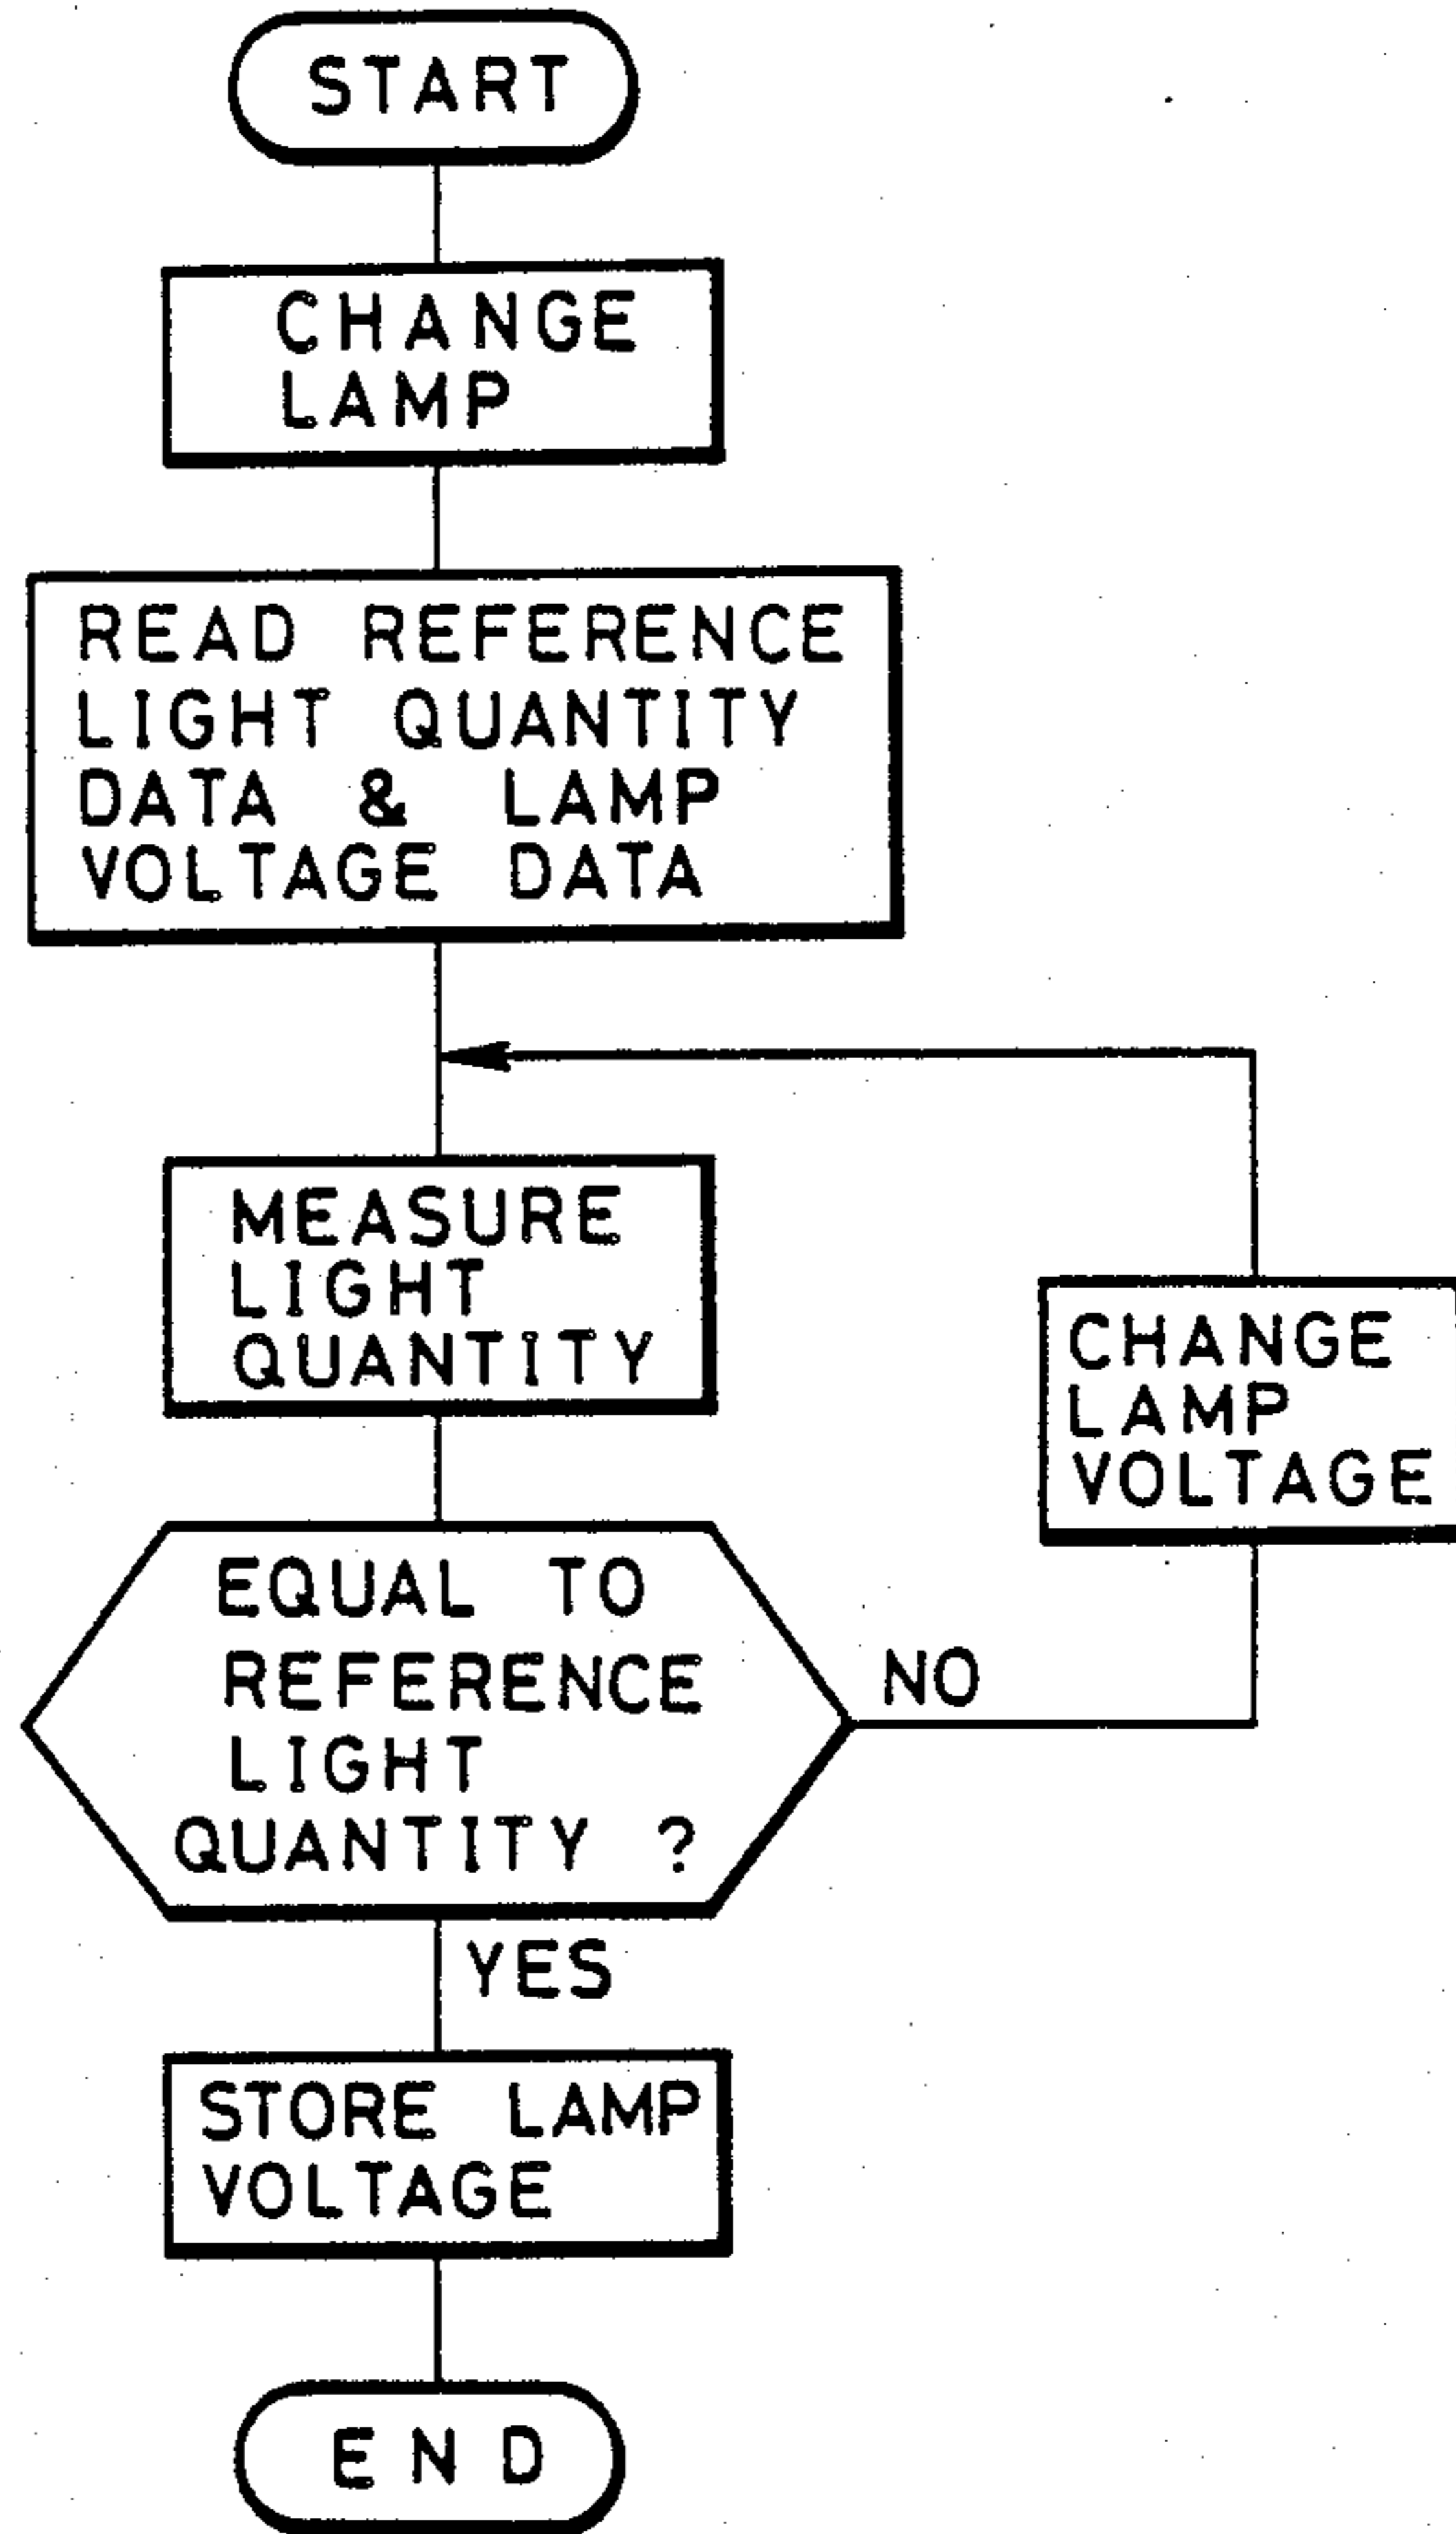 START
CHANGE
LAMP
READ REFERENCE
LIGHT QUANTITY
DATA & LAMP
VOLTAGE DATA
MEASURE
LIGHT
QUANTITY
CHANGE
LAMP
VOLTAGE
EQUAL TO
REFERENCE
LIGHT
QUANTITY ?
NO
YES
STORE LAMP
VOLTAGE
END